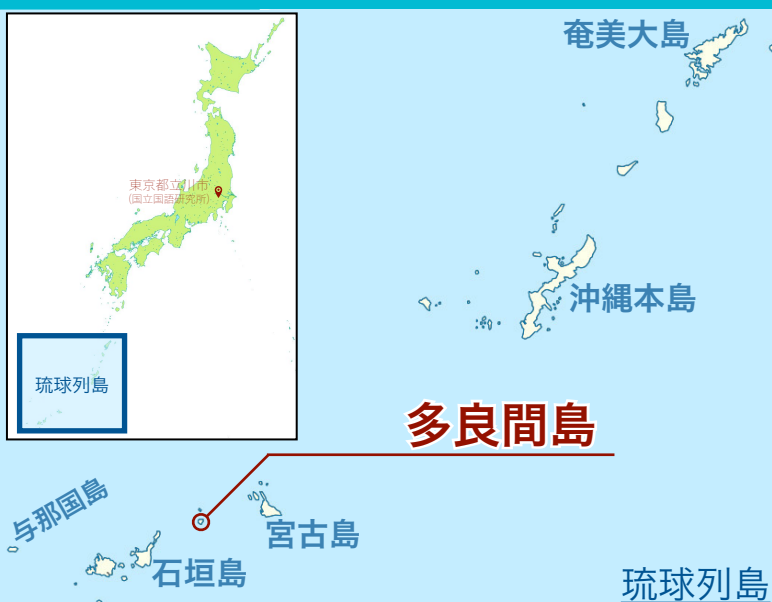 奄美大島
東京都立川市
(国立国語研究所)
沖縄本島
琉球列島
多良間島
与那国島
宮古島
石垣島
琉球列島